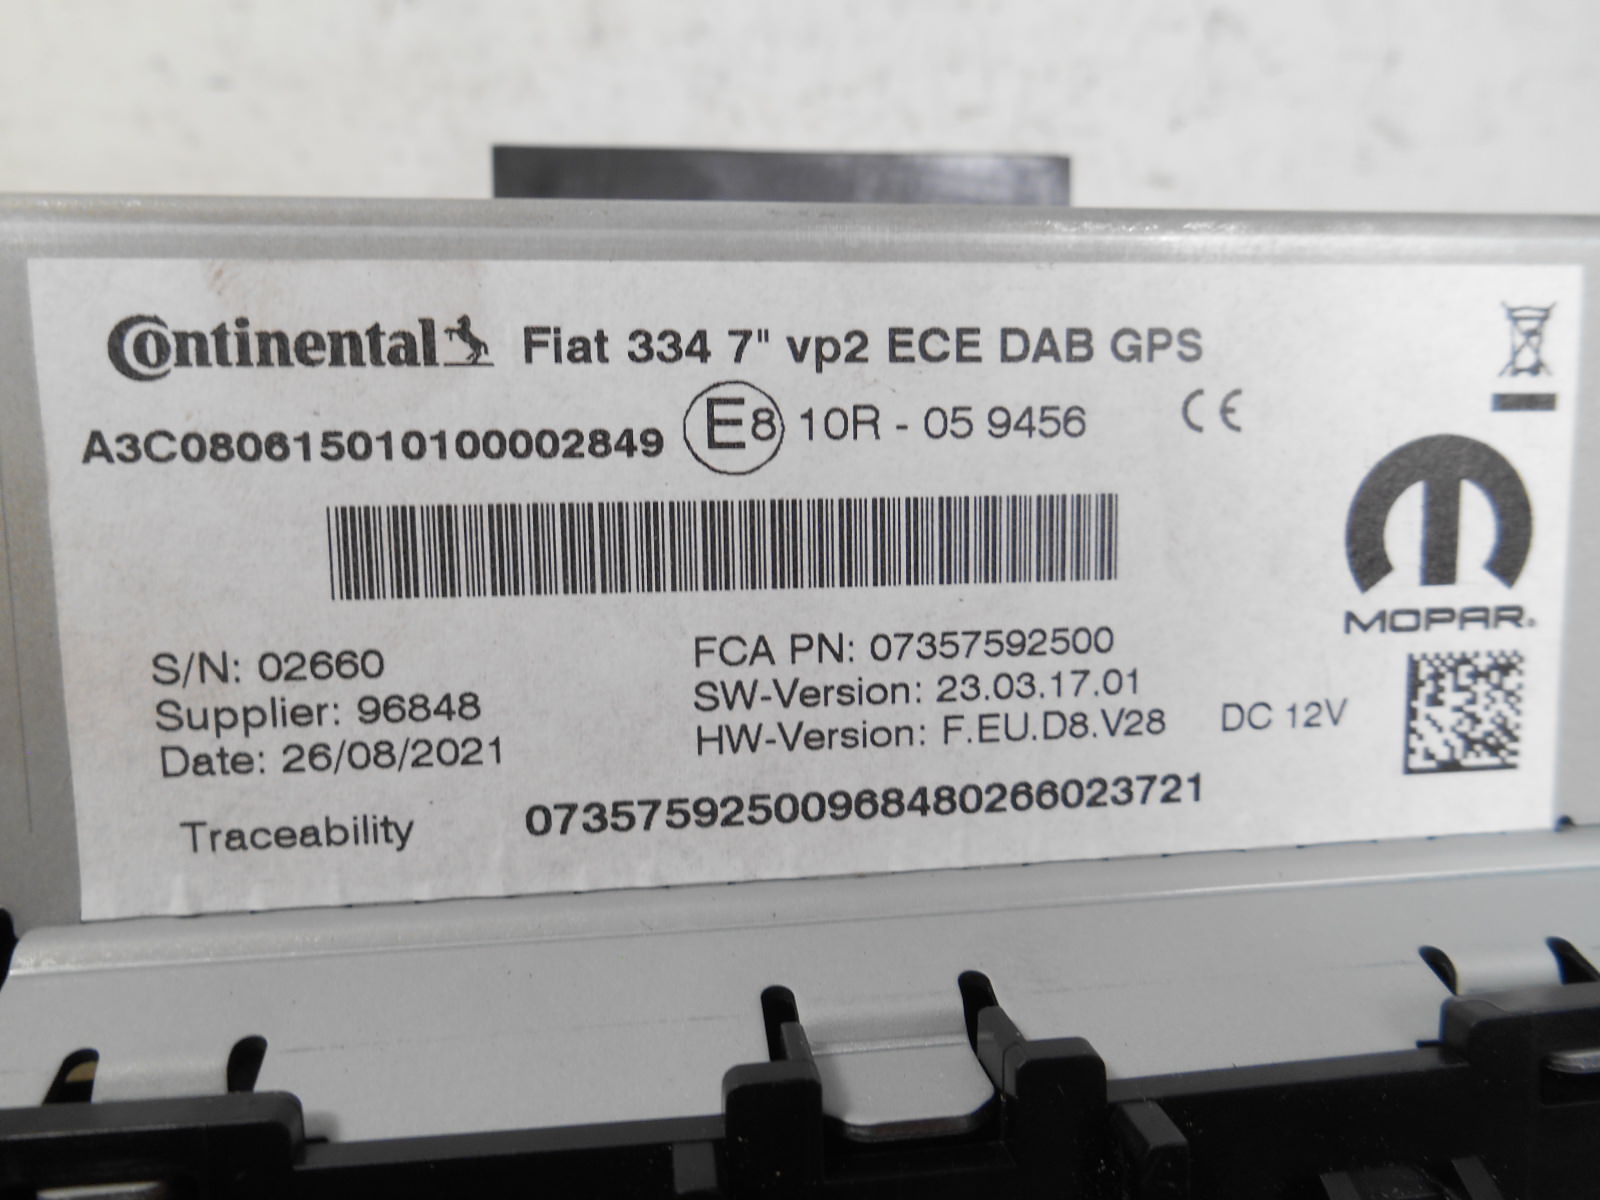 Continental Fiat 334 7" vp2 ECE DAB GPS
A3C080615010100002849 E8 10R - 05 9456 CE
MOPAR®
S/N: 02660 FCA PN: 07357592500
Supplier: 96848 SW-Version: 23.03.17.01
Date: 26/08/2021 HW-Version: F.EU.D8.V28 DC 12V
Traceability 07357592500968480266023721